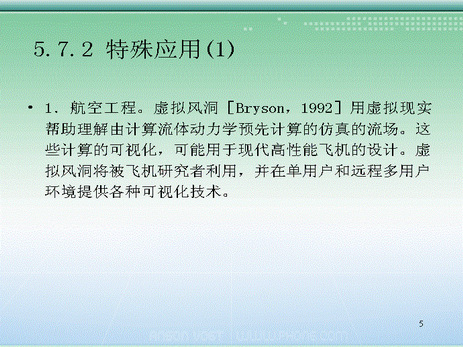 5.7.2 特殊应用(1)
• 1. 航空工程。虚拟风洞［Bryson，1992］用虚拟现实
帮助理解由计算流体动力学预先计算的仿真的流场。这
些计算的可视化，可能用于现代高性能飞机的设计。虚
拟风洞将被飞机研究者利用，并在单用户和远程多用户
环境提供各种可视化技术。
5